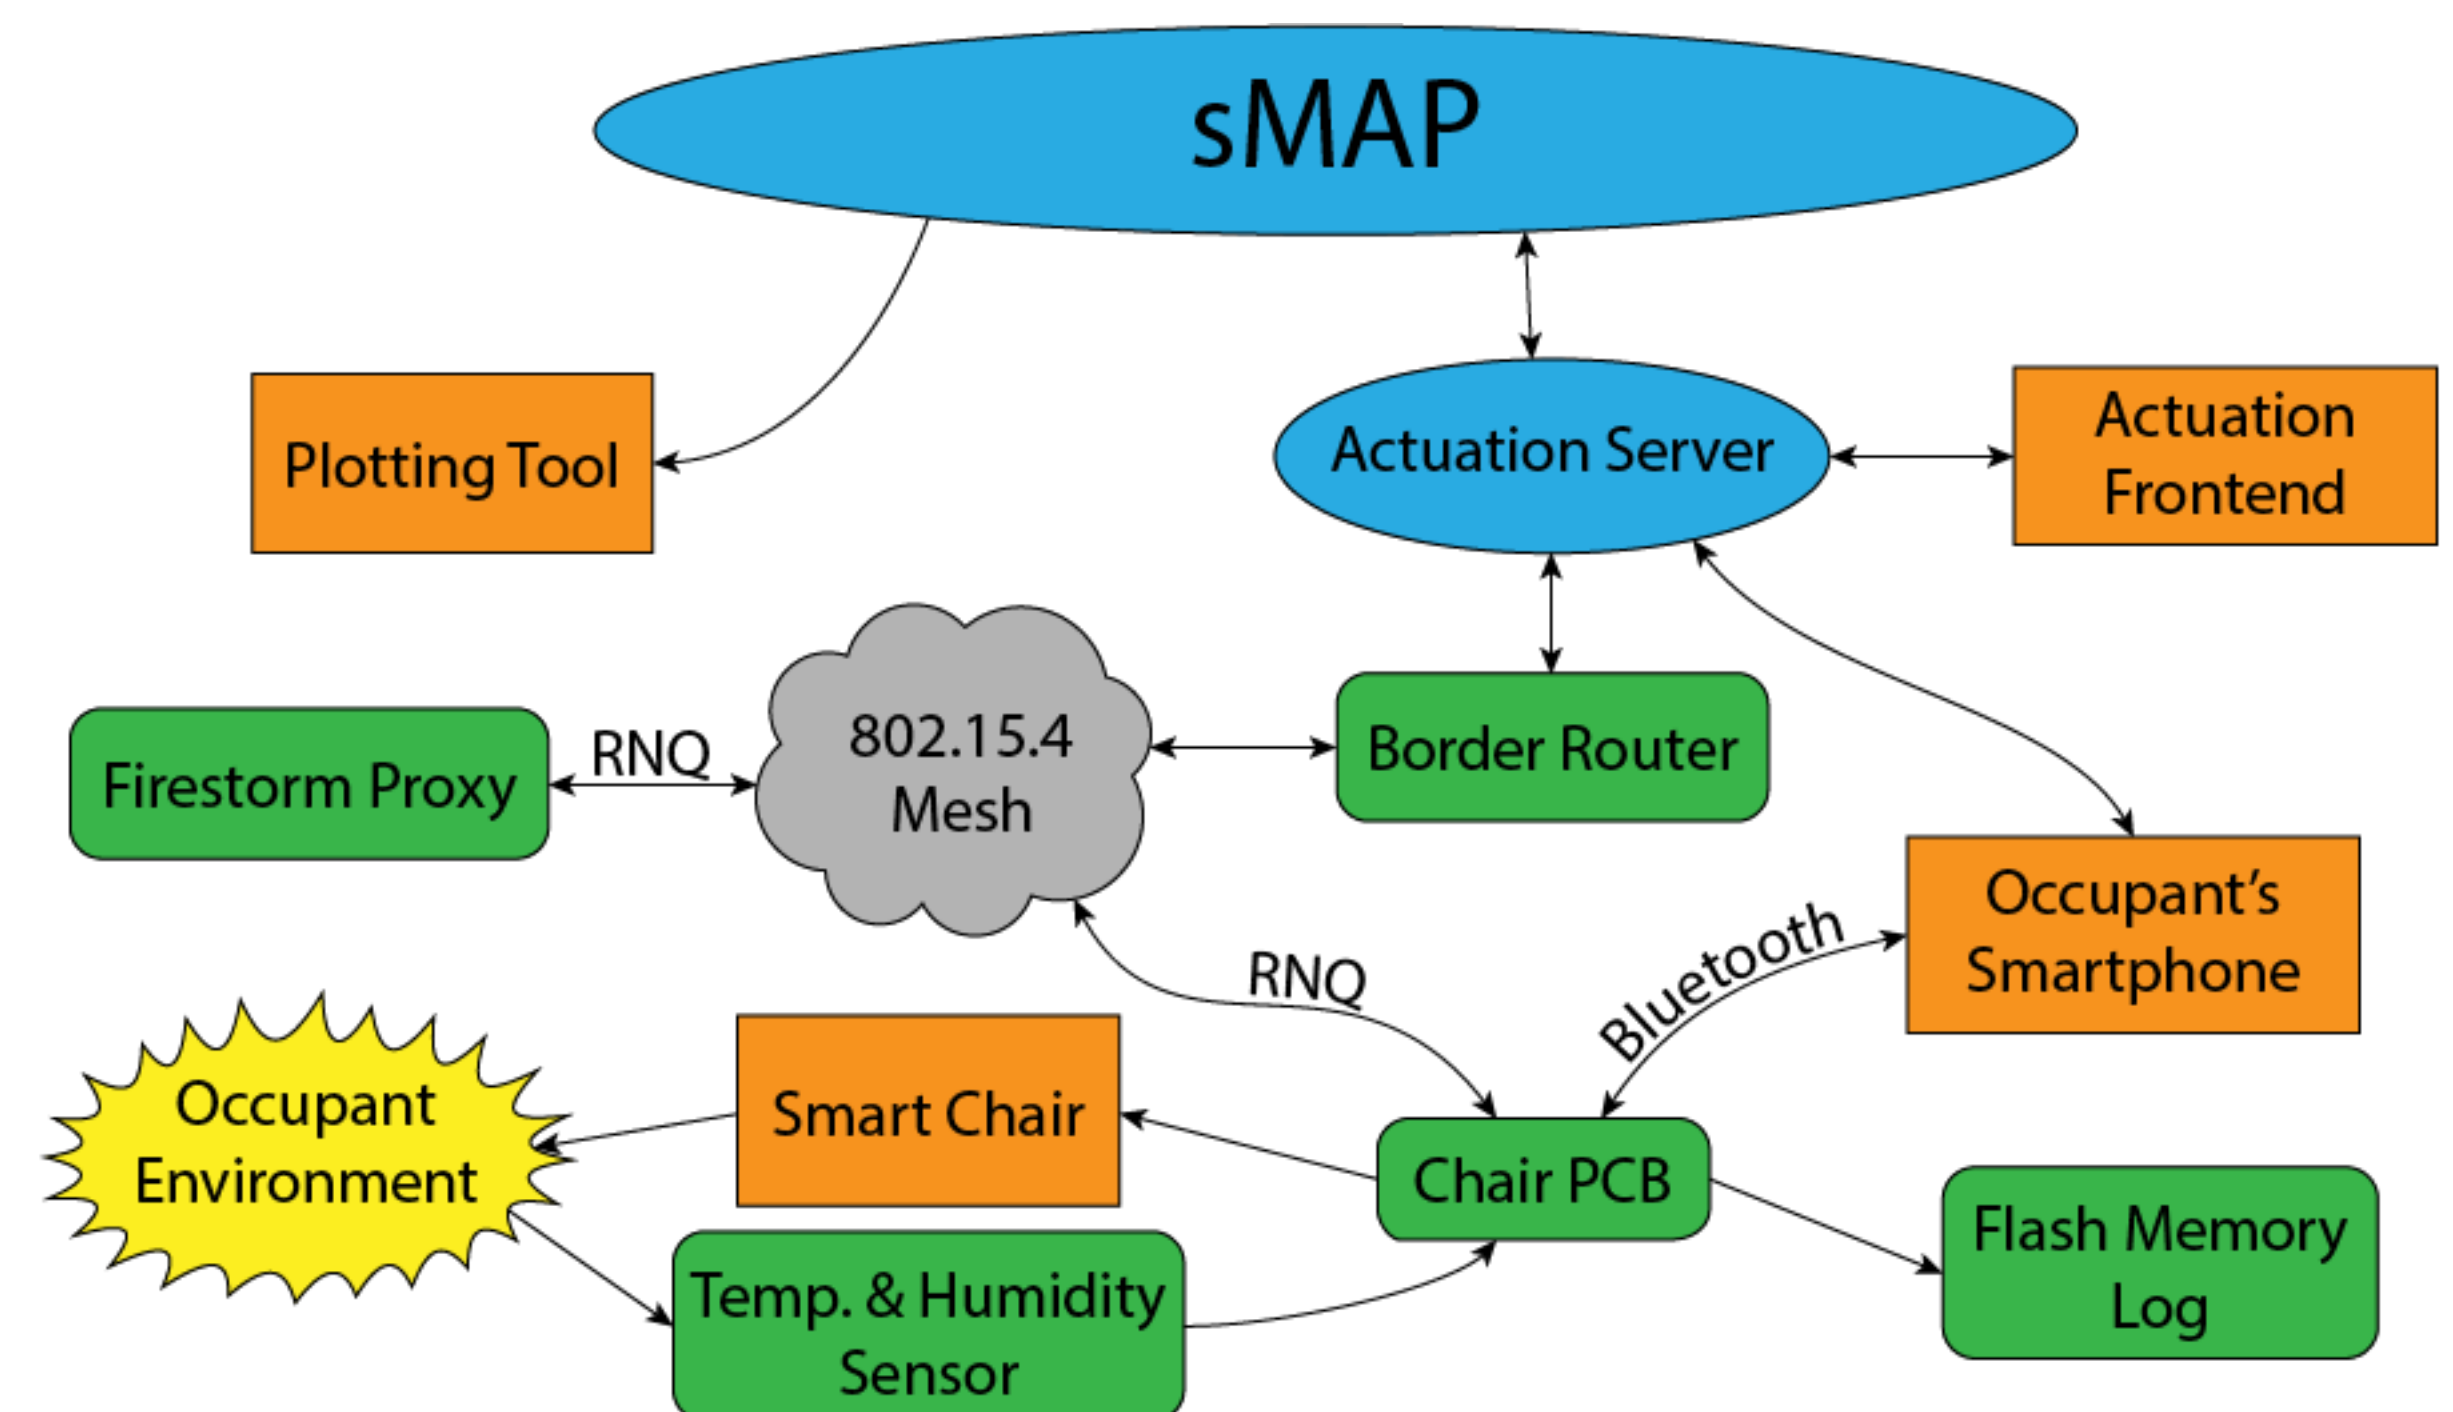 sMAP
Plotting Tool
Actuation Server
Actuation
Frontend
Firestorm Proxy
RNQ
802.15.4
Mesh
Border Router
Occupant’s
Smartphone
RNQ
Bluetooth
Occupant
Environment
Smart Chair
Chair PCB
Flash Memory
Log
Temp. & Humidity
Sensor